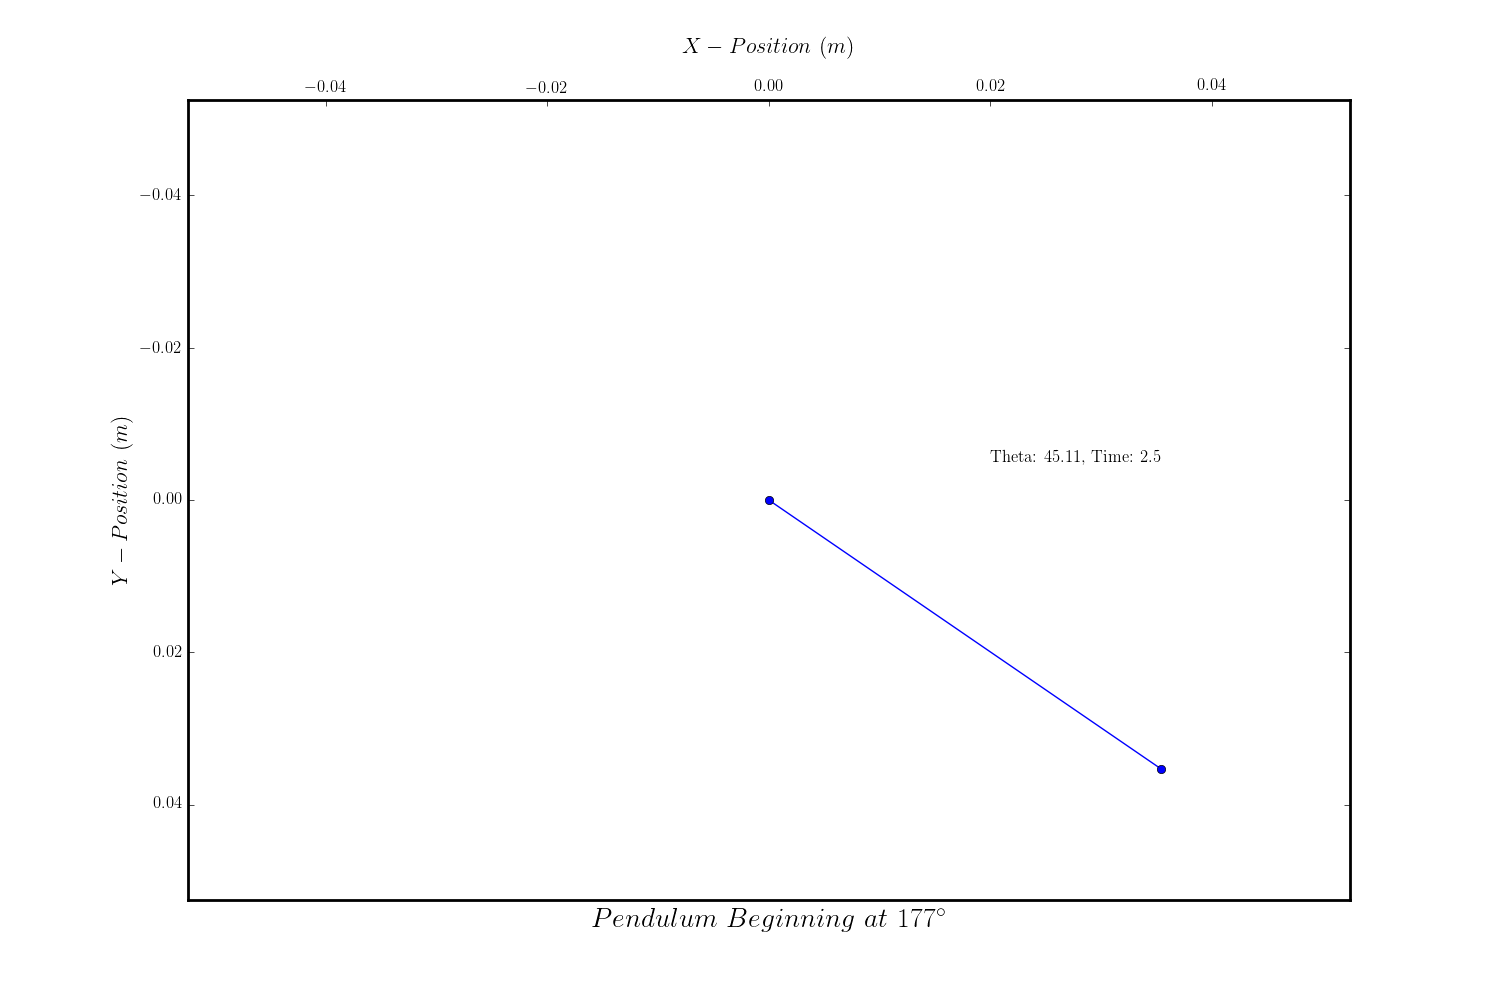 X − Position (m)
−0.04 −0.02 0.00 0.02 0.04
−0.04
−0.02
Theta: 45.11, Time: 2.5
Y − Position (m)
0.00
0.02
0.04
Pendulum Beginning at 177°